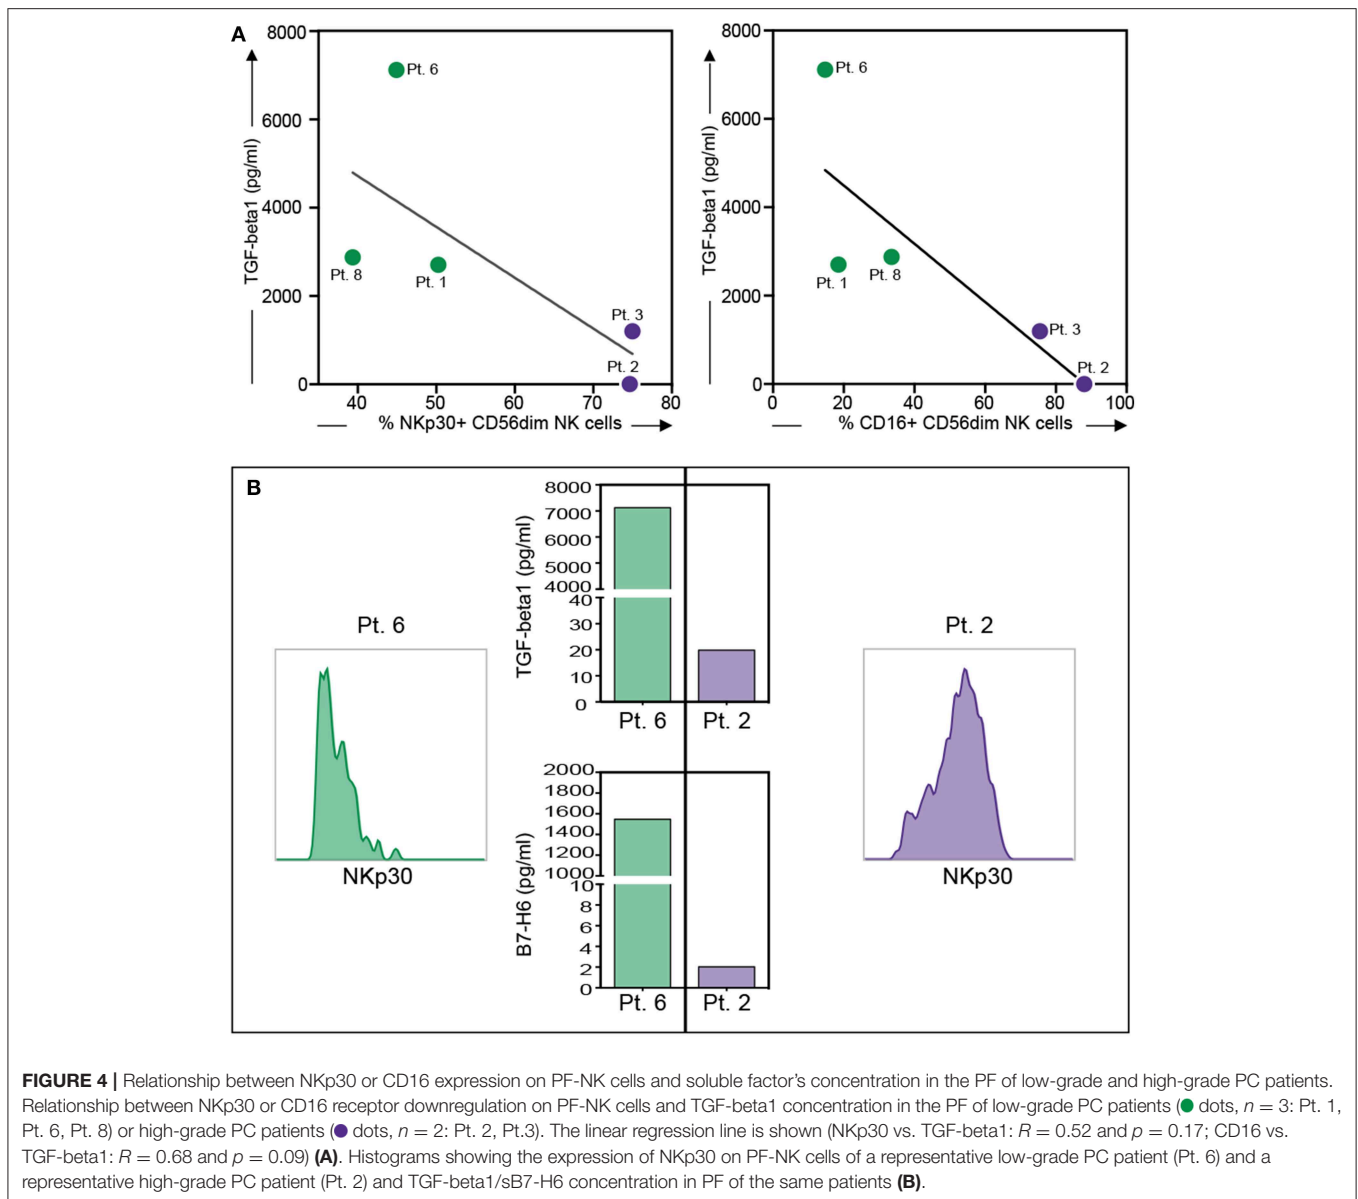 A
8000
6000
4000
2000
0
TGF-beta1 (pg/ml)
Pt. 6
Pt. 8
Pt. 1
Pt. 3
Pt. 2
40 50 60 70 80
% NKp30+ CD56dim NK cells
8000
6000
4000
2000
0
TGF-beta1 (pg/ml)
Pt. 6
Pt. 1
Pt. 8
Pt. 3
Pt. 2
0 20 40 60 80 100
% CD16+ CD56dim NK cells
B
Pt. 6
NKp30
8000
7000
6000
5000
4000
40
30
20
10
0
TGF-beta1 (pg/ml)
Pt. 6 Pt. 2
2000
1800
1600
1400
1200
1000
10
8
6
4
2
0
B7-H6 (pg/ml)
Pt. 6 Pt. 2
Pt. 2
NKp30
FIGURE 4 | Relationship between NKp30 or CD16 expression on PF-NK cells and soluble factor's concentration in the PF of low-grade and high-grade PC patients.
Relationship between NKp30 or CD16 receptor downregulation on PF-NK cells and TGF-beta1 concentration in the PF of low-grade PC patients (● dots, n = 3: Pt. 1,
Pt. 6, Pt. 8) or high-grade PC patients (● dots, n = 2: Pt. 2, Pt.3). The linear regression line is shown (NKp30 vs. TGF-beta1: R = 0.52 and p = 0.17; CD16 vs.
TGF-beta1: R = 0.68 and p = 0.09) (A). Histograms showing the expression of NKp30 on PF-NK cells of a representative low-grade PC patient (Pt. 6) and a
representative high-grade PC patient (Pt. 2) and TGF-beta1/sB7-H6 concentration in PF of the same patients (B).